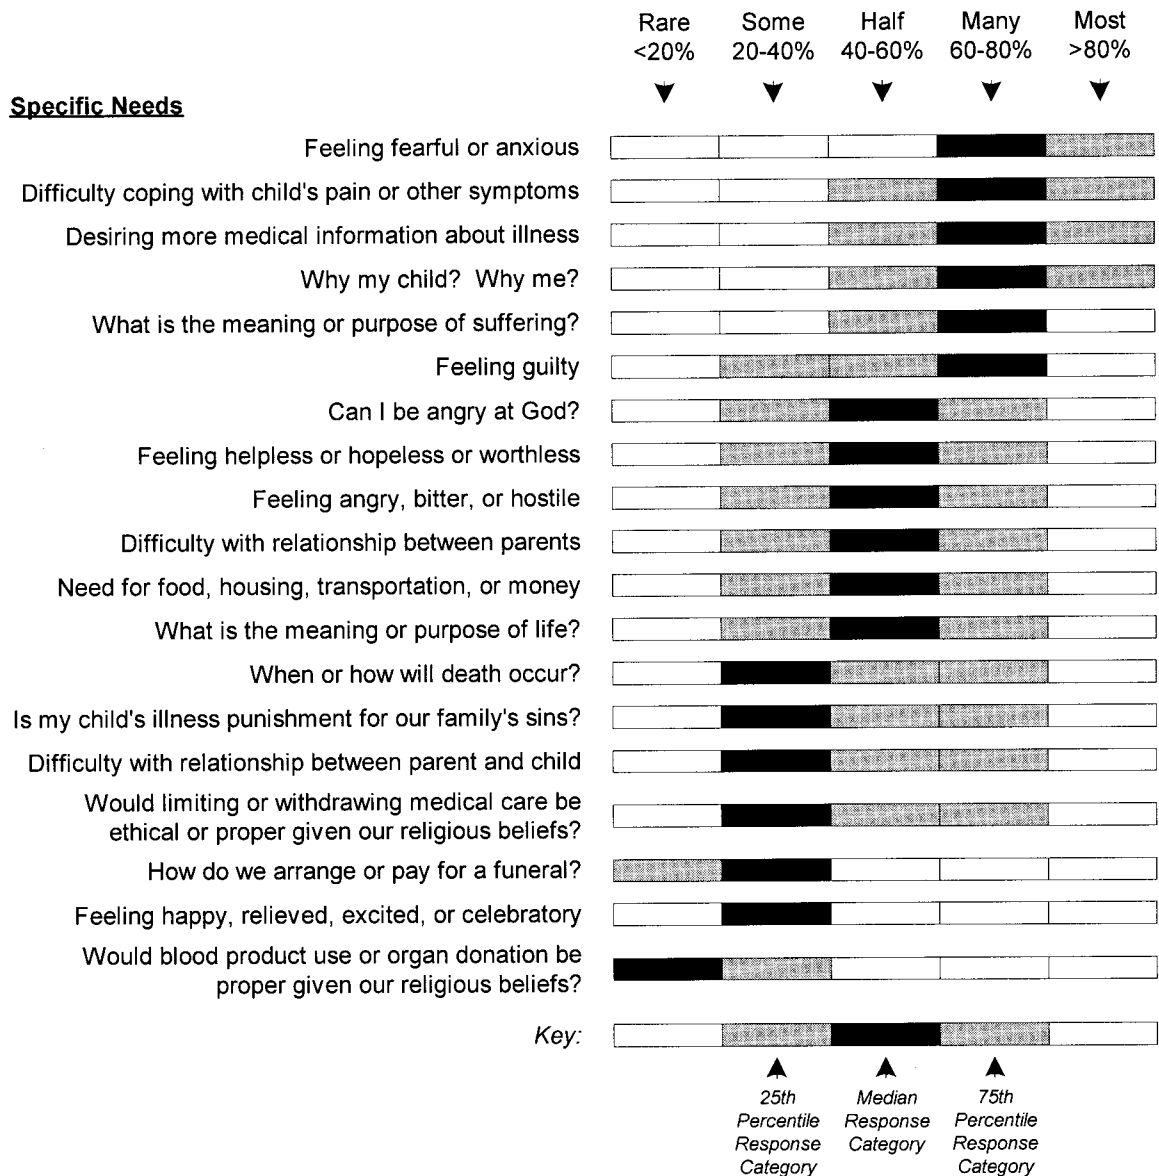 Rare Some Half Many Most
<20% 20-40% 40-60% 60-80% >80%
Specific Needs
Feeling fearful or anxious
Difficulty coping with child's pain or other symptoms
Desiring more medical information about illness
Why my child? Why me?
What is the meaning or purpose of suffering?
Feeling guilty
Can I be angry at God?
Feeling helpless or hopeless or worthless
Feeling angry, bitter, or hostile
Difficulty with relationship between parents
Need for food, housing, transportation, or money
What is the meaning or purpose of life?
When or how will death occur?
Is my child's illness punishment for our family's sins?
Difficulty with relationship between parent and child
Would limiting or withdrawing medical care be
ethical or proper given our religious beliefs?
How do we arrange or pay for a funeral?
Feeling happy, relieved, excited, or celebratory
Would blood product use or organ donation be
proper given our religious beliefs?
Key:
25th Median 75th
Percentile Response Percentile
Response Category Response
Category Category